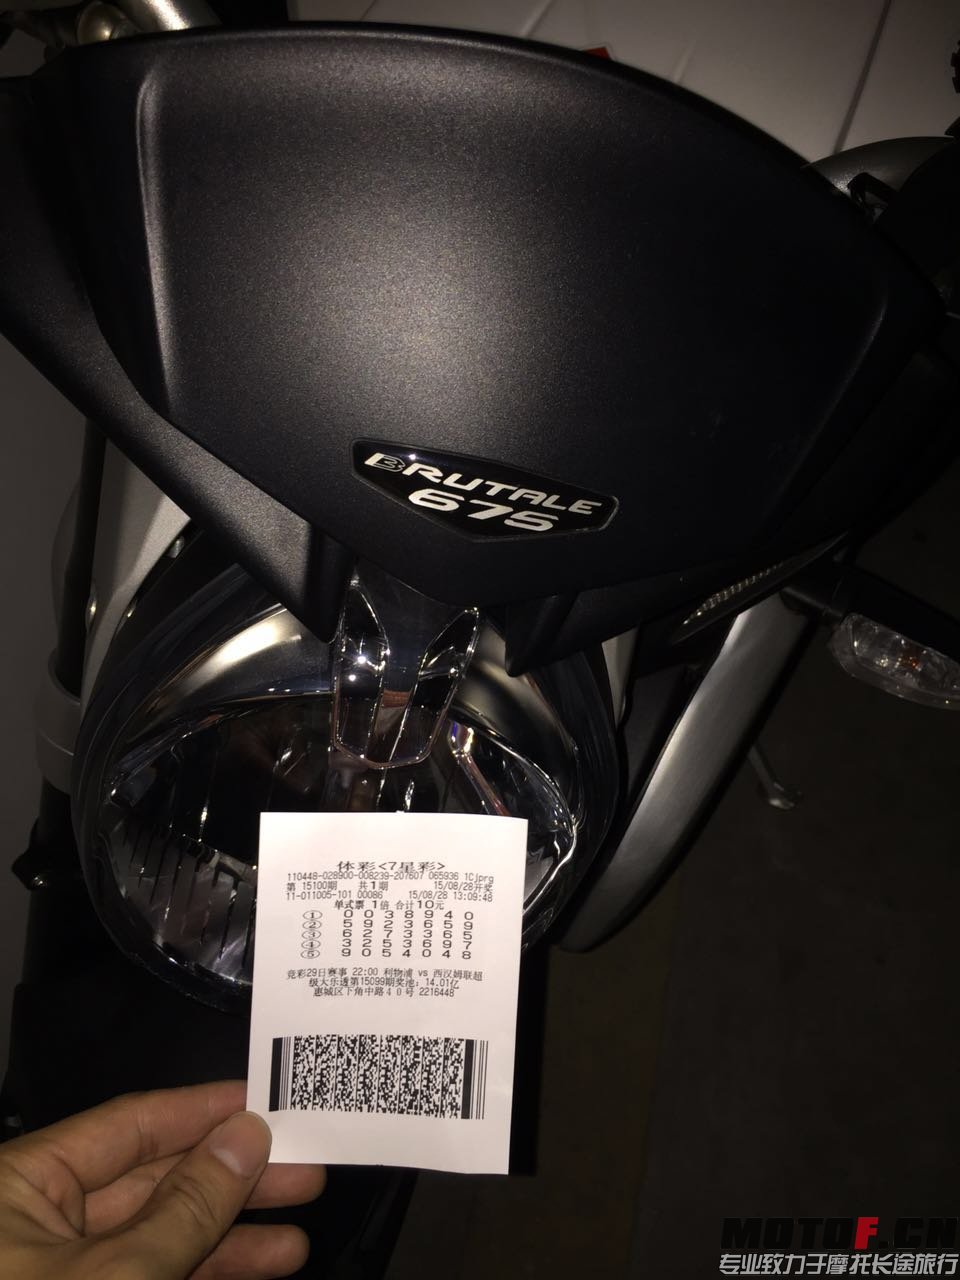 BRUTALE
675
体彩<7星彩>
110448-028900-008239-207607 065936 1Cjprg
第 15100期 共1期 15/08/28开奖
11-011005-101 00086 15/08/28 13:09:48
单式票 1倍 合计10元
① 0 0 3 8 9 4 0
② 5 9 2 3 6 5 9
③ 6 2 7 3 3 6 5
④ 3 2 5 3 6 9 7
⑤ 9 0 5 4 0 4 8
竞彩29日赛事 22:00 利物浦 vs 西汉姆联超
级大乐透第15099期奖池：14.01亿
惠城区下角中路40号 2216448
MOTOF.CN
专业致力于摩托长途旅行